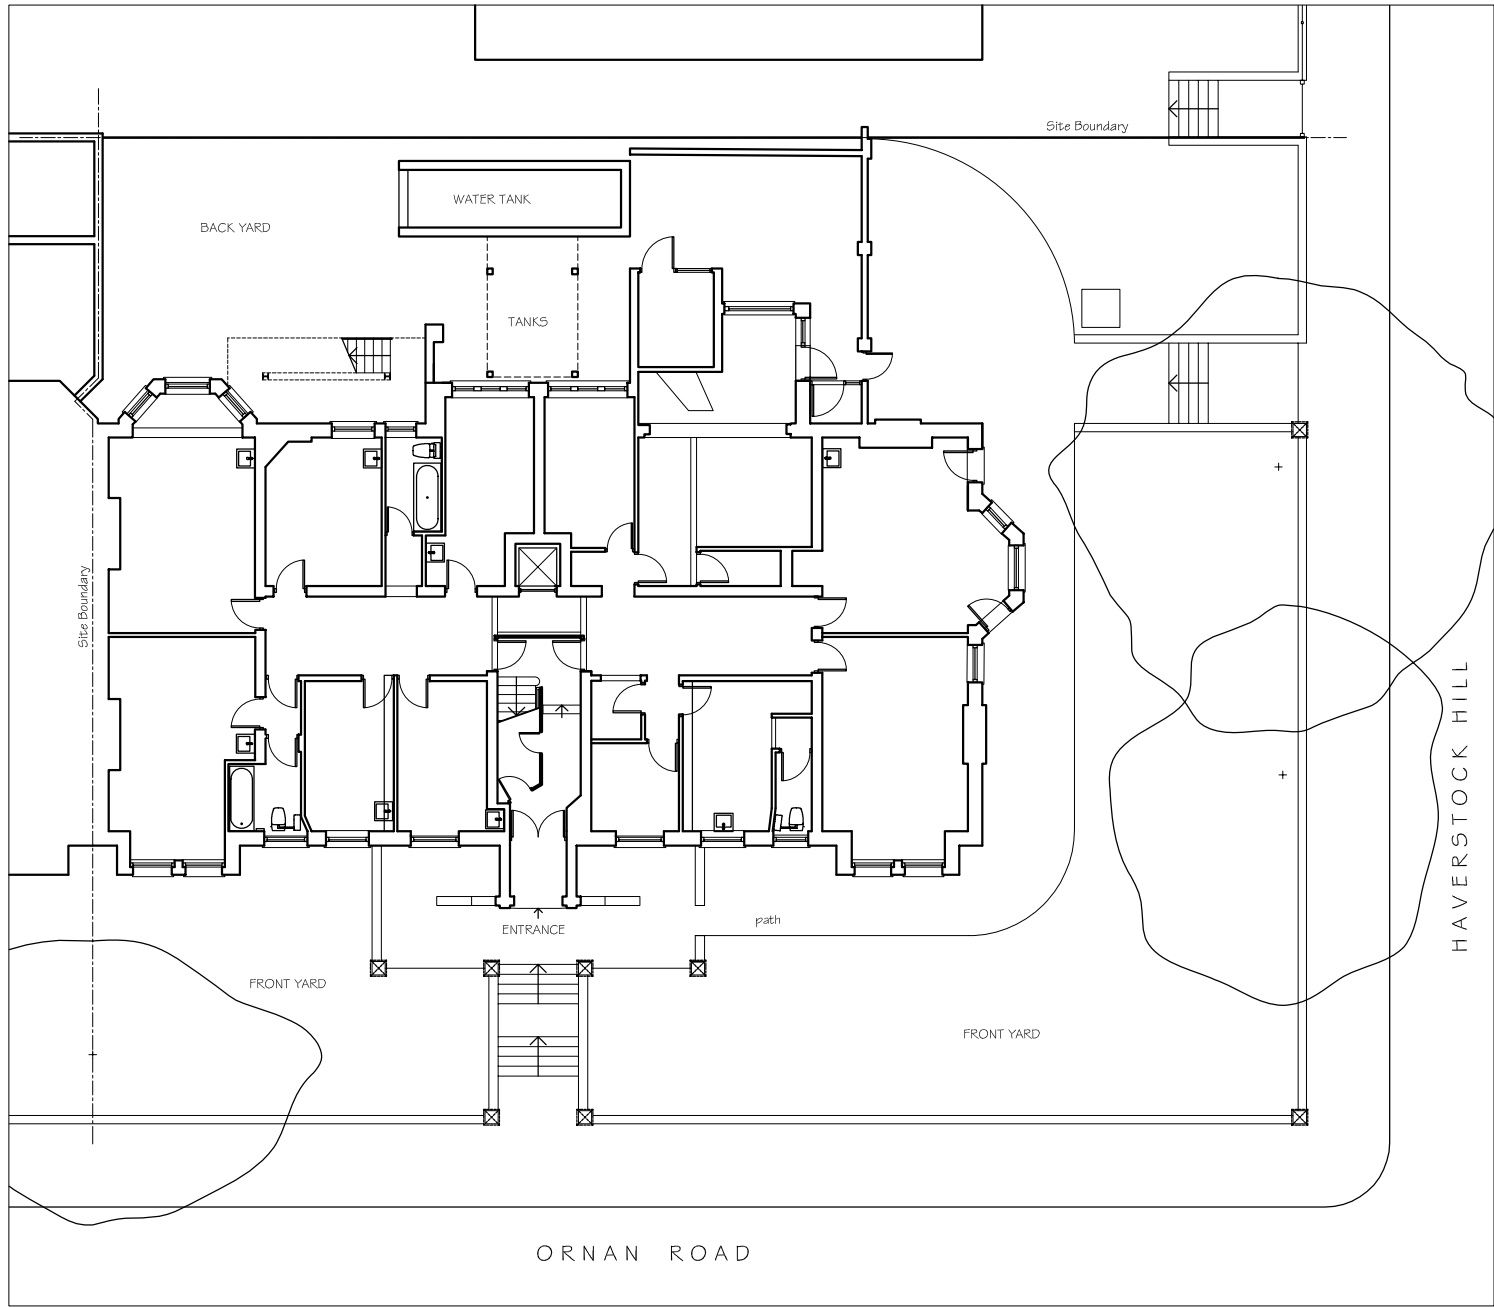 Site Boundary
WATER TANK
BACK YARD
TANKS
Site Boundary
HAVERSTOCK HILL
path
ENTRANCE
FRONT YARD
FRONT YARD
ORNAN ROAD